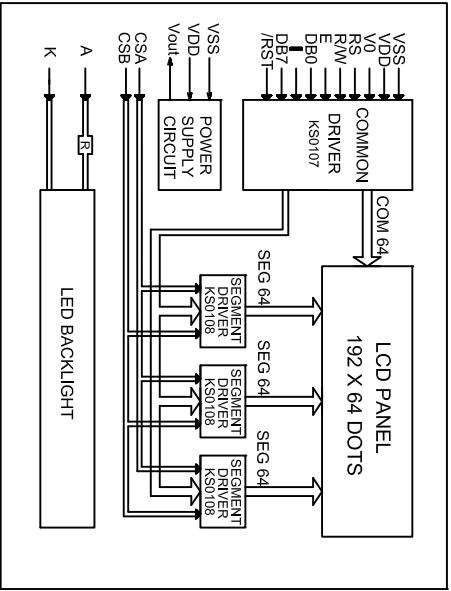 VSS
VDD
V0
RS
R/W
E
DB0
DB7
/RST
COMMON
DRIVER
KS0107
COM 64
LCD PANEL
192 X 64 DOTS
VSS
VDD
Vout
POWER
SUPPLY
CIRCUIT
SEG 64
SEGMENT
DRIVER
KS0108
SEG 64
SEGMENT
DRIVER
KS0108
SEG 64
SEGMENT
DRIVER
KS0108
CSA
CSB
A
R
K
LED BACKLIGHT